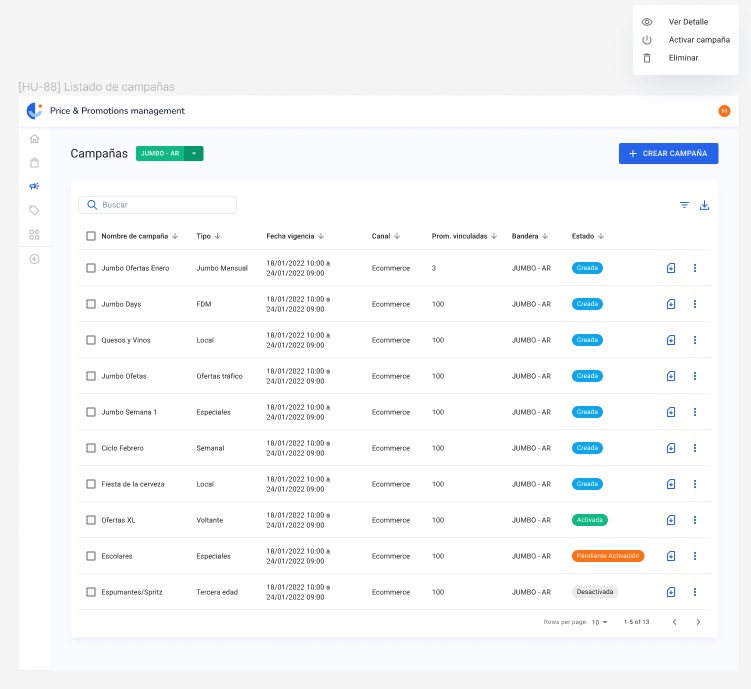 Ver Detalle
Activar campaña
Eliminar
[HU-88] Listado de campañas
Price & Promotions management
M
Campañas
JUMBO - AR
CREAR CAMPAÑA
Buscar
Nombre de campaña Tipo Fecha vigencia Canal Prom. vinculadas Bandera Estado
Jumbo Ofertas Enero Jumbo Mensual 18/01/2022 10:00 a Ecommerce 3 JUMBO - AR Creada
24/01/2022 09:00
Jumbo Days FDM 18/01/2022 10:00 a Ecommerce 100 JUMBO - AR Creada
24/01/2022 09:00
Quesos y Vinos Local 18/01/2022 10:00 a Ecommerce 100 JUMBO - AR Creada
24/01/2022 09:00
Jumbo Ofetas Ofertas tráfico 18/01/2022 10:00 a Ecommerce 100 JUMBO - AR Creada
24/01/2022 09:00
Jumbo Semana 1 Especiales 18/01/2022 10:00 a Ecommerce 100 JUMBO - AR Creada
24/01/2022 09:00
Ciclo Febrero Semanal 18/01/2022 10:00 a Ecommerce 100 JUMBO - AR Creada
24/01/2022 09:00
Fiesta de la cerveza Local 18/01/2022 10:00 a Ecommerce 100 JUMBO - AR Creada
24/01/2022 09:00
Ofertas XL Voltante 18/01/2022 10:00 a Ecommerce 100 JUMBO - AR Activada
24/01/2022 09:00
Escolares Especiales 18/01/2022 10:00 a Ecommerce 100 JUMBO - AR Pendiente Activación
24/01/2022 09:00
Espumantes/Spritz Tercera edad 18/01/2022 10:00 a Ecommerce 100 JUMBO - AR Desactivada
24/01/2022 09:00
Rows per page: 10 1-5 of 13